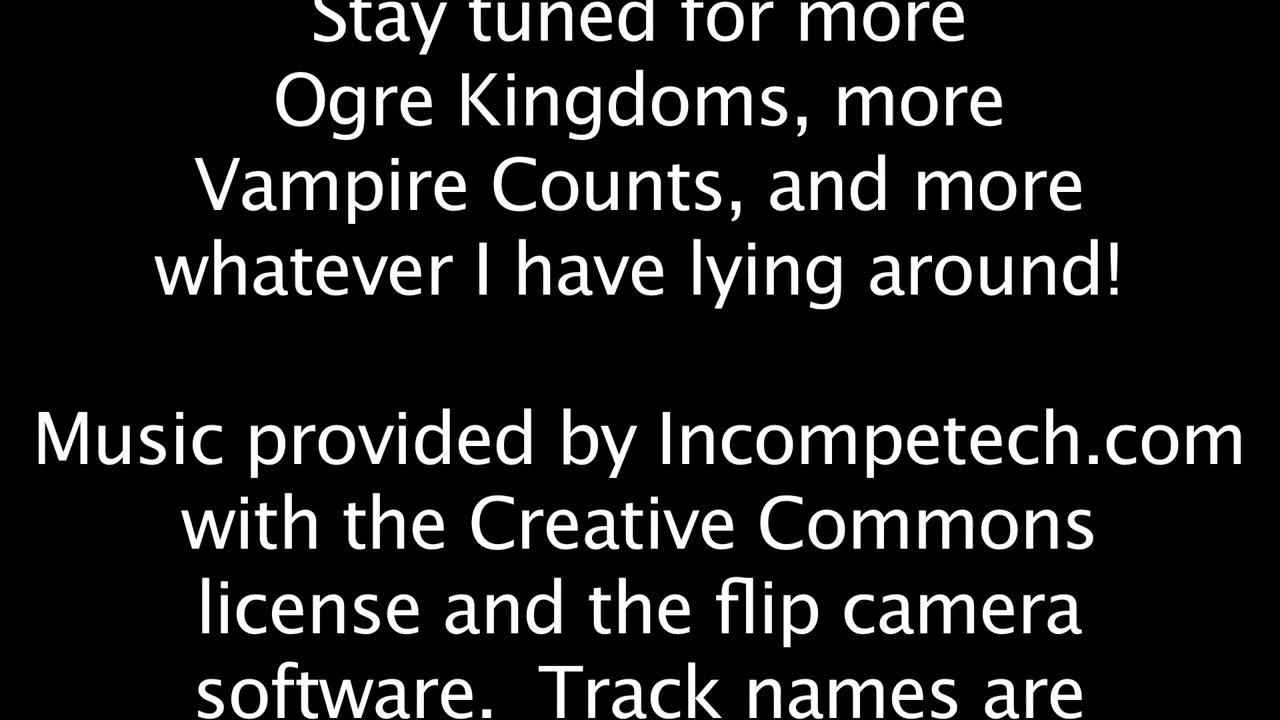 Stay tuned for more
Ogre Kingdoms, more
Vampire Counts, and more
whatever I have lying around!
Music provided by Incompetech.com
with the Creative Commons
license and the flip camera
software.  Track names are